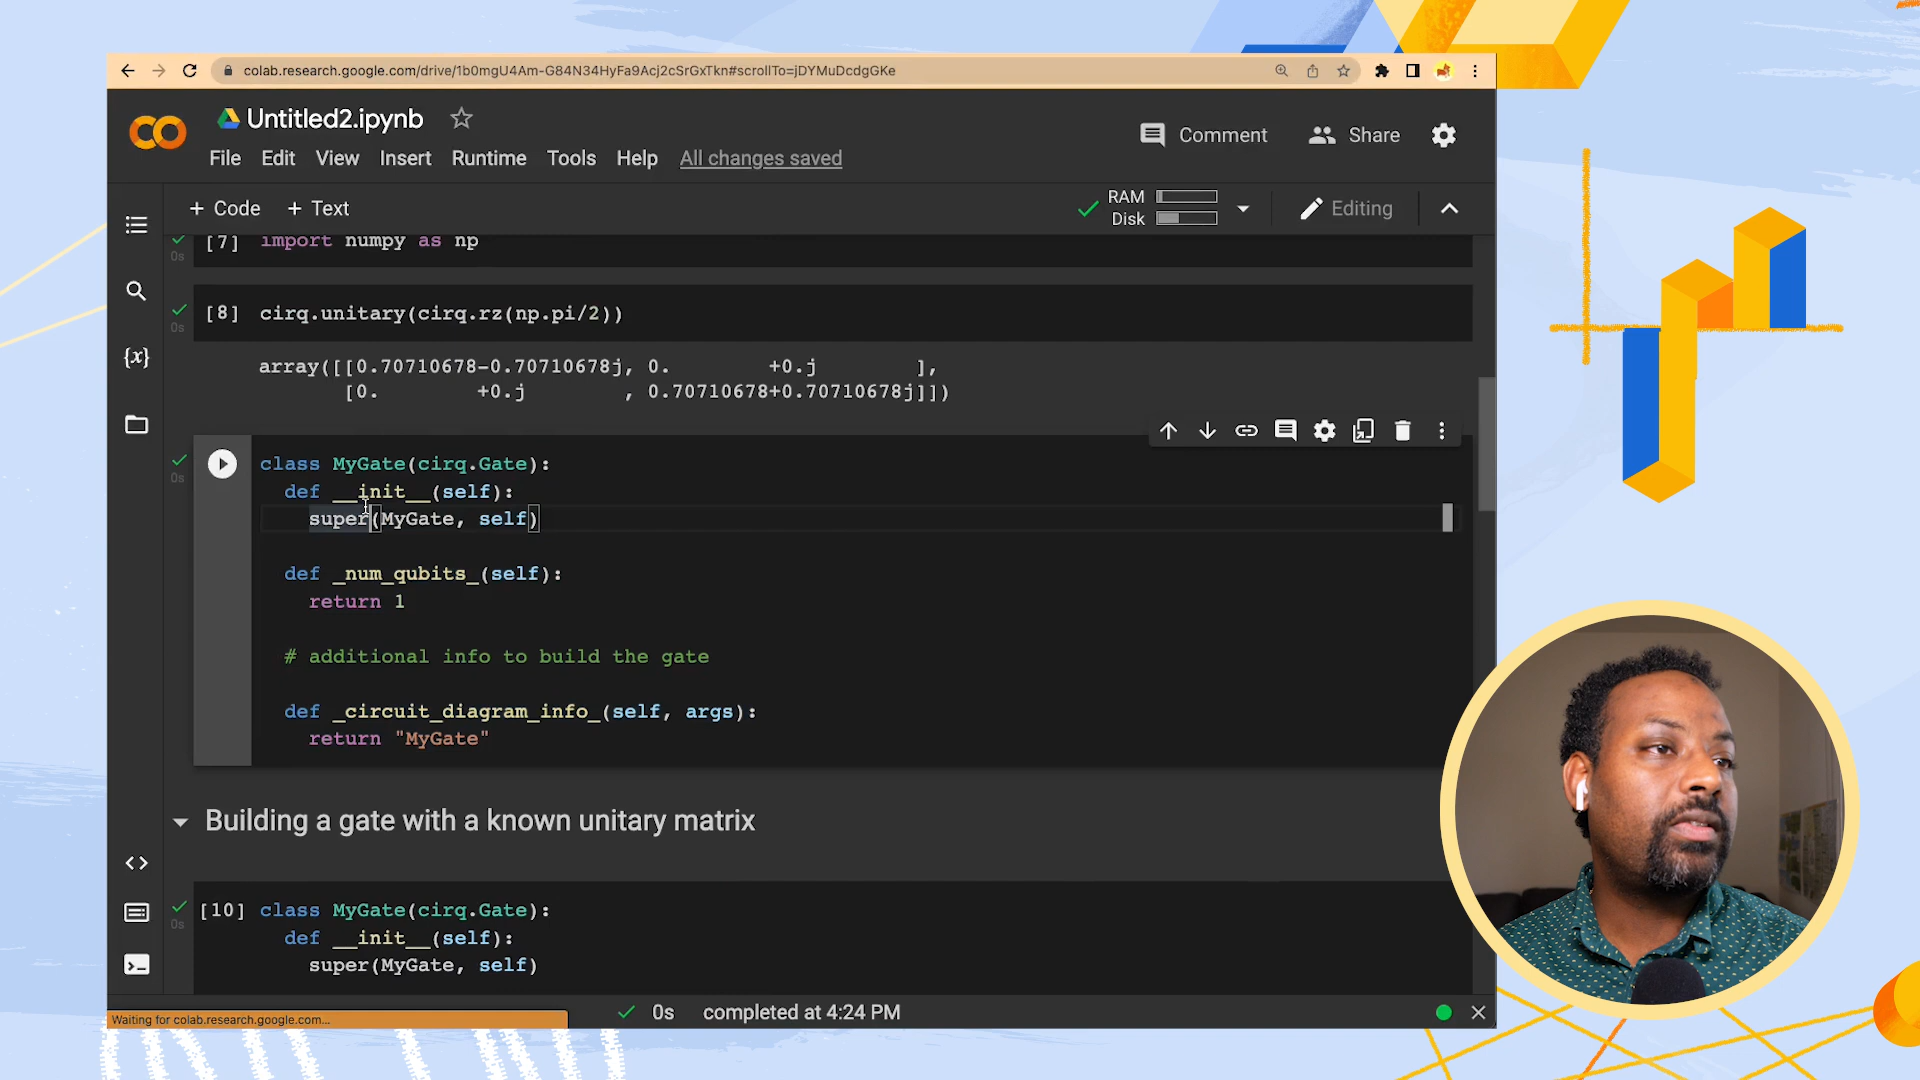 colab.research.google.com/drive/1b0mgU4Am-G84N34HyFa9Acj2cSrGxTkn#scrollTo=jDYMuDcdgGKe
Untitled2.ipynb
Comment
Share
File Edit View Insert Runtime Tools Help All changes saved
+ Code + Text
RAM
Disk
Editing
[7] import numpy as np
0s
[8] cirq.unitary(cirq.rz(np.pi/2))
0s
array([[0.70710678-0.70710678j, 0. +0.j ],
[0. +0.j , 0.70710678+0.70710678j]])
class MyGate(cirq.Gate):
0s
def __init__(self):
super(MyGate, self)
def _num_qubits_(self):
return 1
# additional info to build the gate
def _circuit_diagram_info_(self, args):
return "MyGate"
Building a gate with a known unitary matrix
[10] class MyGate(cirq.Gate):
0s
def __init__(self):
super(MyGate, self)
Waiting for colab.research.google.com...
0s completed at 4:24 PM